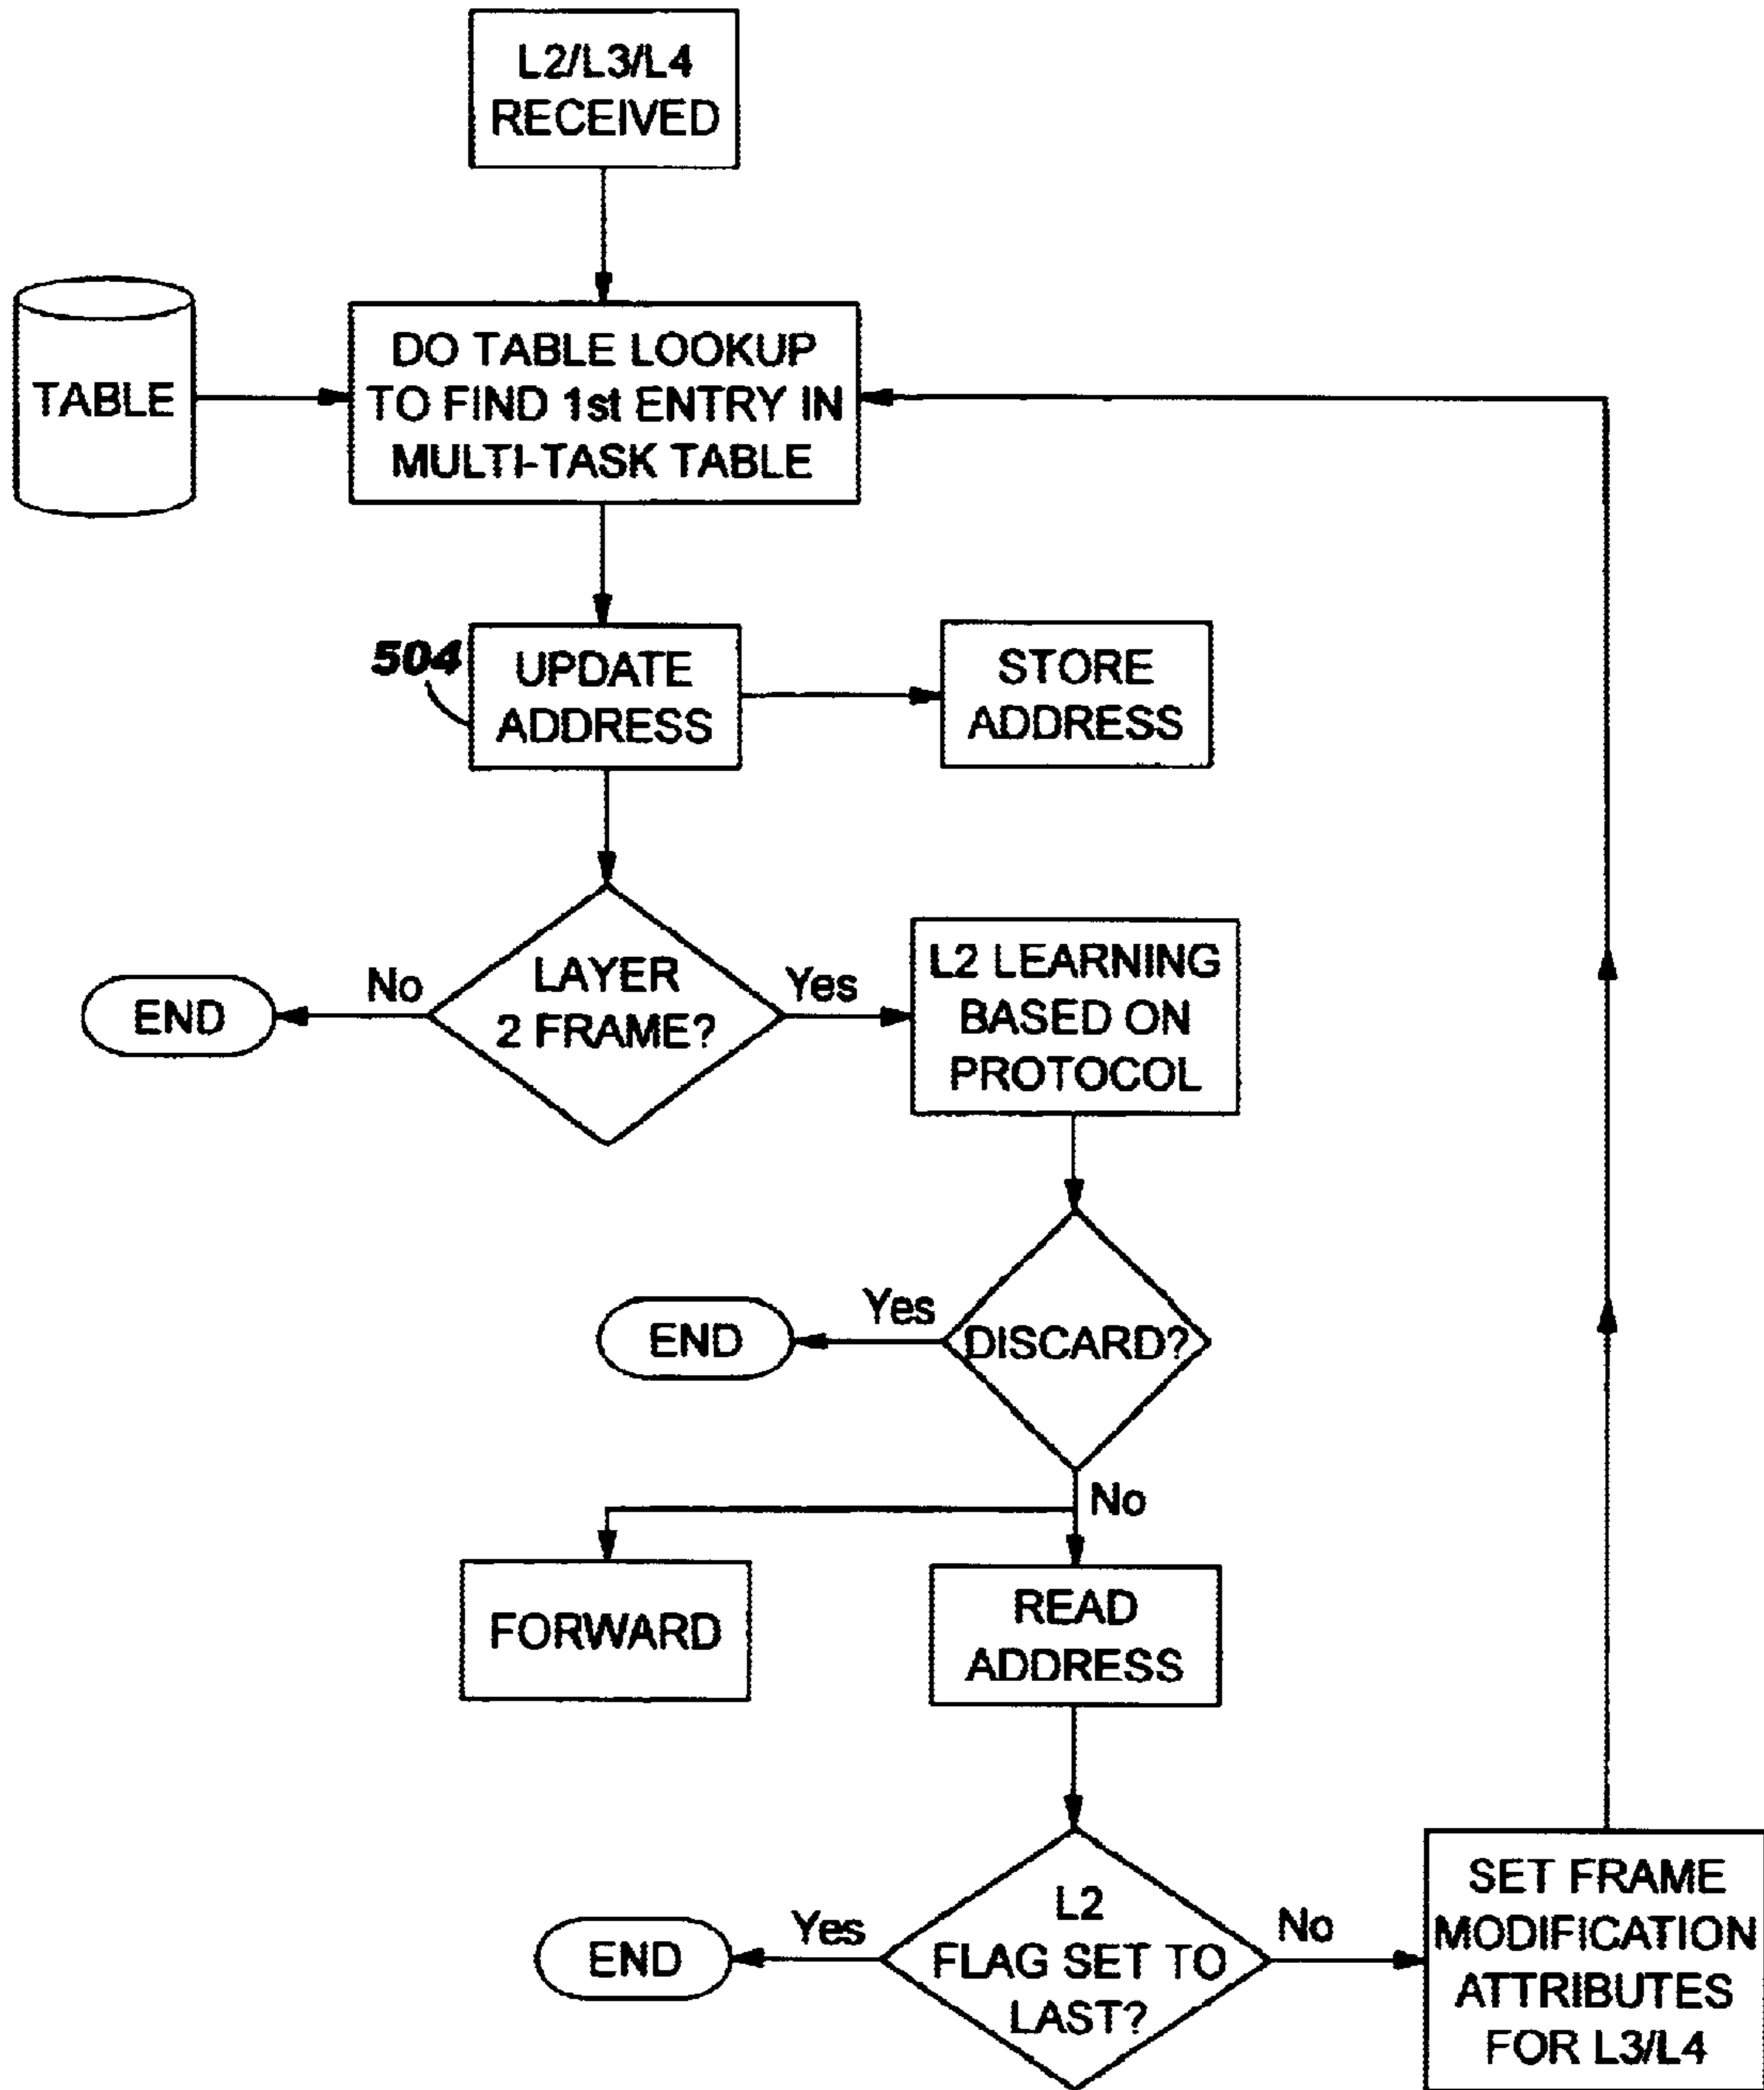 L2/L3/L4
RECEIVED
TABLE
DO TABLE LOOKUP
TO FIND 1st ENTRY IN
MULTI-TASK TABLE
504
UPDATE
ADDRESS
STORE
ADDRESS
END
No
LAYER
2 FRAME?
Yes
L2 LEARNING
BASED ON
PROTOCOL
END
Yes
DISCARD?
No
FORWARD
READ
ADDRESS
END
Yes
L2
FLAG SET TO
LAST?
No
SET FRAME
MODIFICATION
ATTRIBUTES
FOR L3/L4